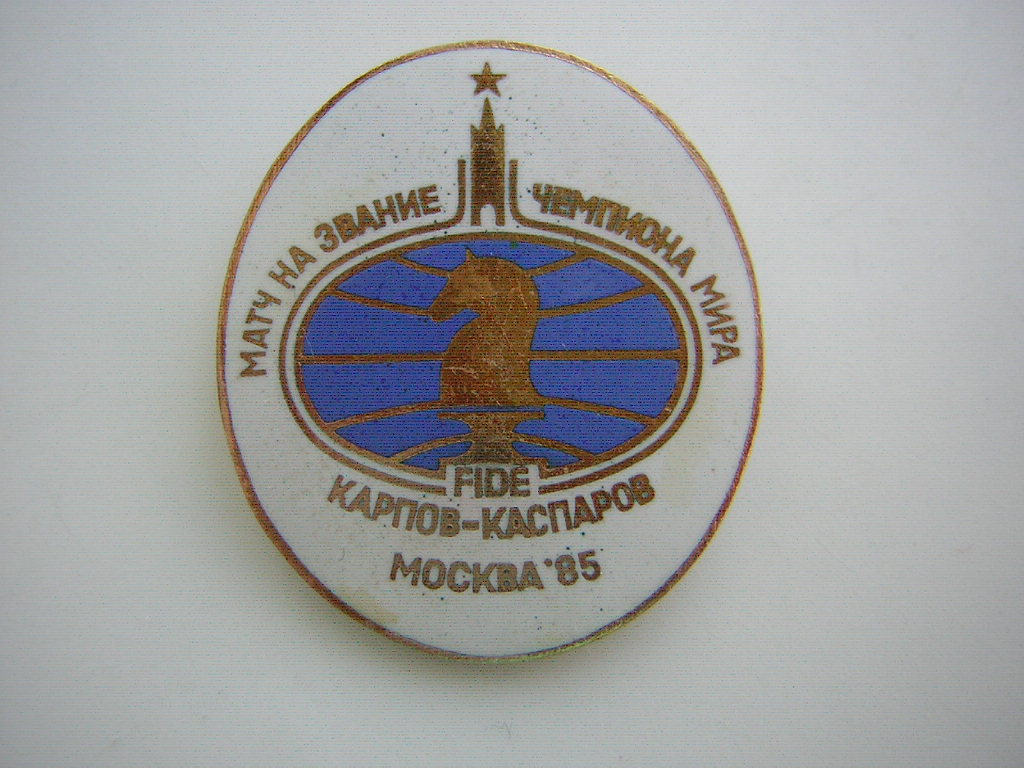 МАТЧ НА ЗВАНИЕ ЧЕМПИОНА МИРА
FIDE
КАРПОВ-КАСПАРОВ
МОСКВА '85